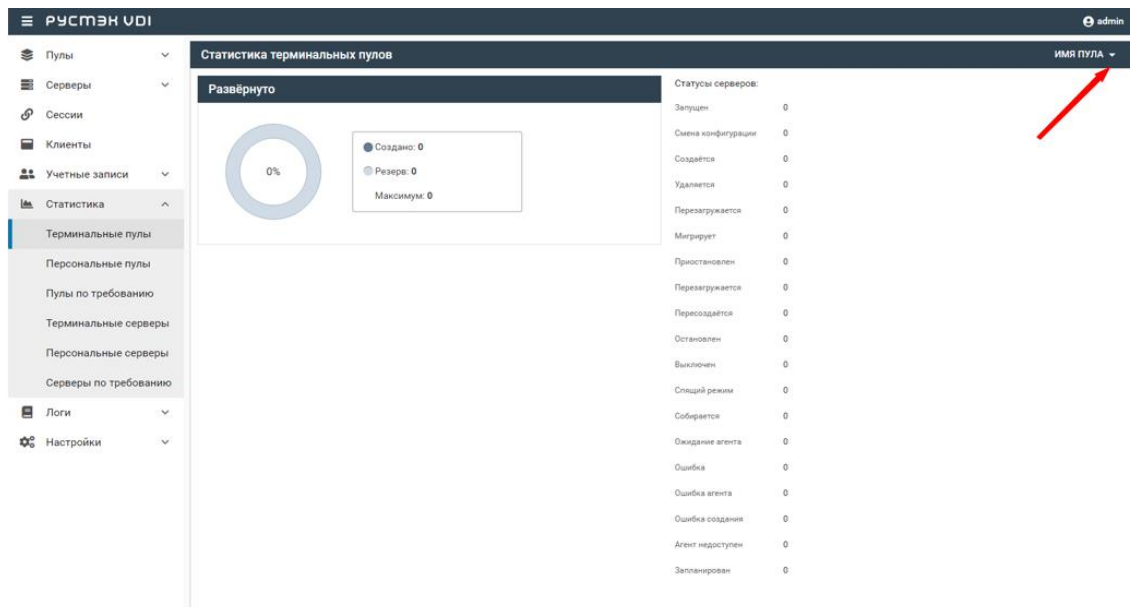 РУСТЭК VDI
admin
Пулы
Серверы
Сессии
Клиенты
Учетные записи
Статистика
Терминальные пулы
Персональные пулы
Пулы по требованию
Терминальные серверы
Персональные серверы
Серверы по требованию
Логи
Настройки
Статистика терминальных пулов
ИМЯ ПУЛА
Развёрнуто
0%
Создано: 0
Резерв: 0
Максимум: 0
Статусы серверов:
Запущен 0
Смена конфигурации 0
Создаётся 0
Удаляется 0
Перезагружается 0
Мигрирует 0
Приостановлен 0
Перезагружается 0
Пересоздаётся 0
Остановлен 0
Выключен 0
Спящий режим 0
Собирается 0
Ожидание агента 0
Ошибка 0
Ошибка агента 0
Ошибка создания 0
Агент недоступен 0
Запланирован 0